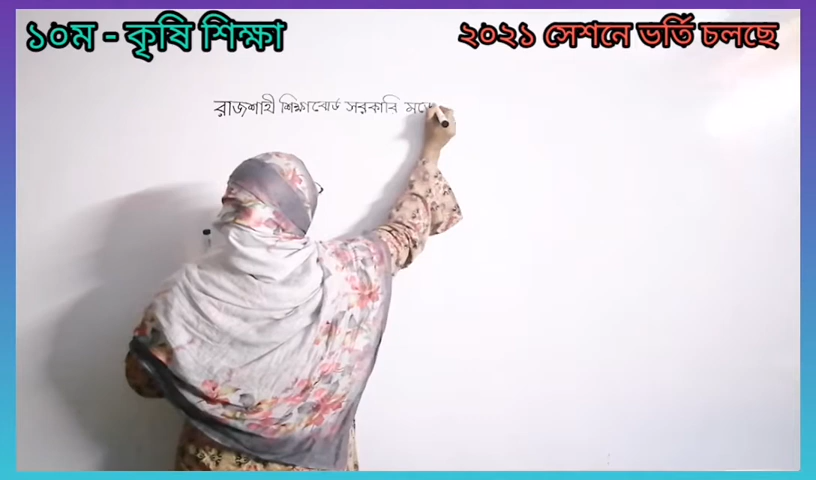 ১০ম - কৃষি শিক্ষা
২০২১ সেশনে ভর্তি চলছে
রাজশাহী শিক্ষাবোর্ড সরকারি